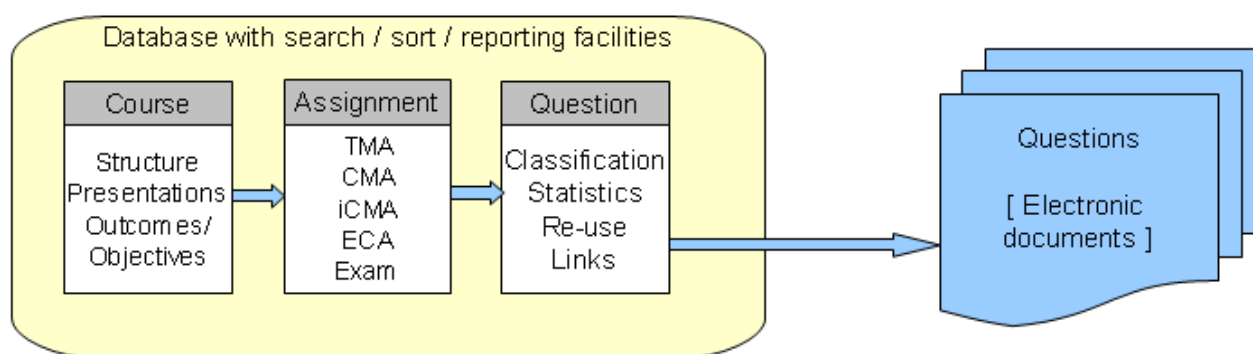 Database with search / sort / reporting facilities
Course
Structure
Presentations
Outcomes/
Objectives
Assignment
TMA
CMA
iCMA
ECA
Exam
Question
Classification
Statistics
Re-use
Links
Questions
[ Electronic
documents ]